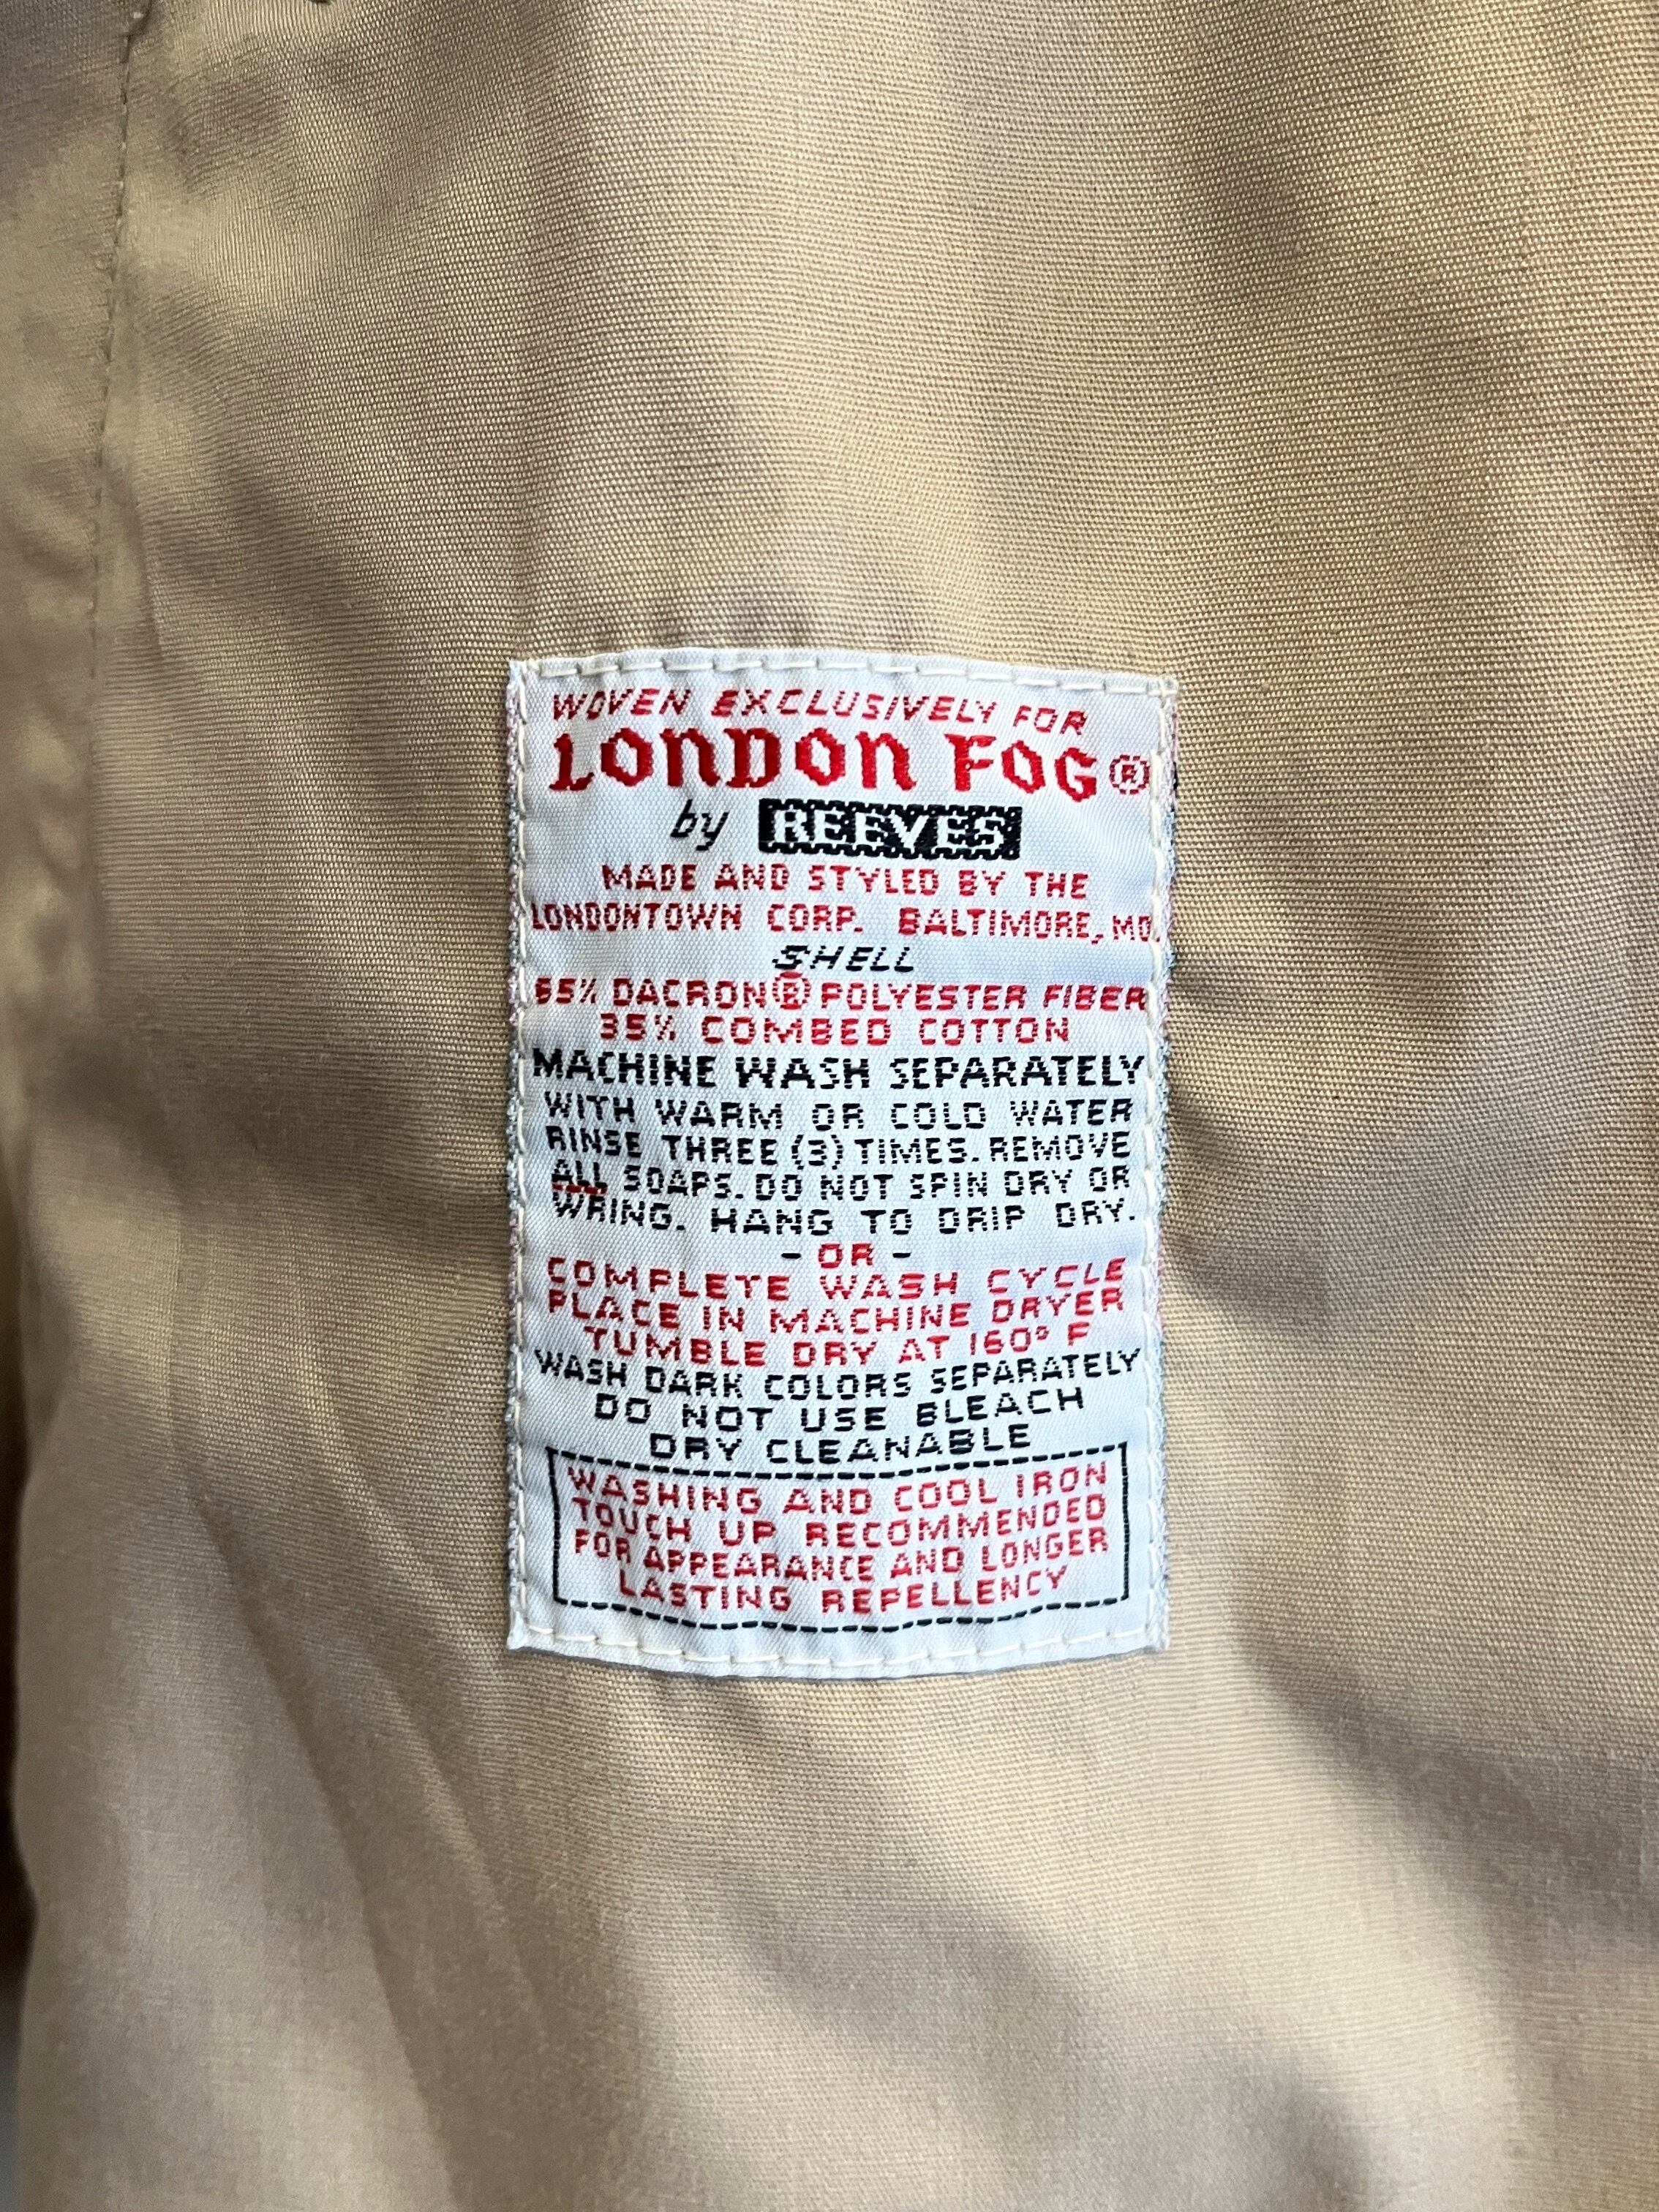 WOVEN EXCLUSIVELY FOR
LONDON FOG®
by REEVES
MADE AND STYLED BY THE
LONDONTOWN CORP. BALTIMORE, MD.
SHELL
65% DACRON® POLYESTER FIBER
35% COMBED COTTON
MACHINE WASH SEPARATELY
WITH WARM OR COLD WATER
RINSE THREE (3) TIMES. REMOVE
ALL SOAPS. DO NOT SPIN DRY OR
WRING. HANG TO DRIP DRY.
- OR -
COMPLETE WASH CYCLE
PLACE IN MACHINE DRYER
TUMBLE DRY AT 160° F
WASH DARK COLORS SEPARATELY
DO NOT USE BLEACH
DRY CLEANABLE
WASHING AND COOL IRON
TOUCH UP RECOMMENDED
FOR APPEARANCE AND LONGER
LASTING REPELLENCY